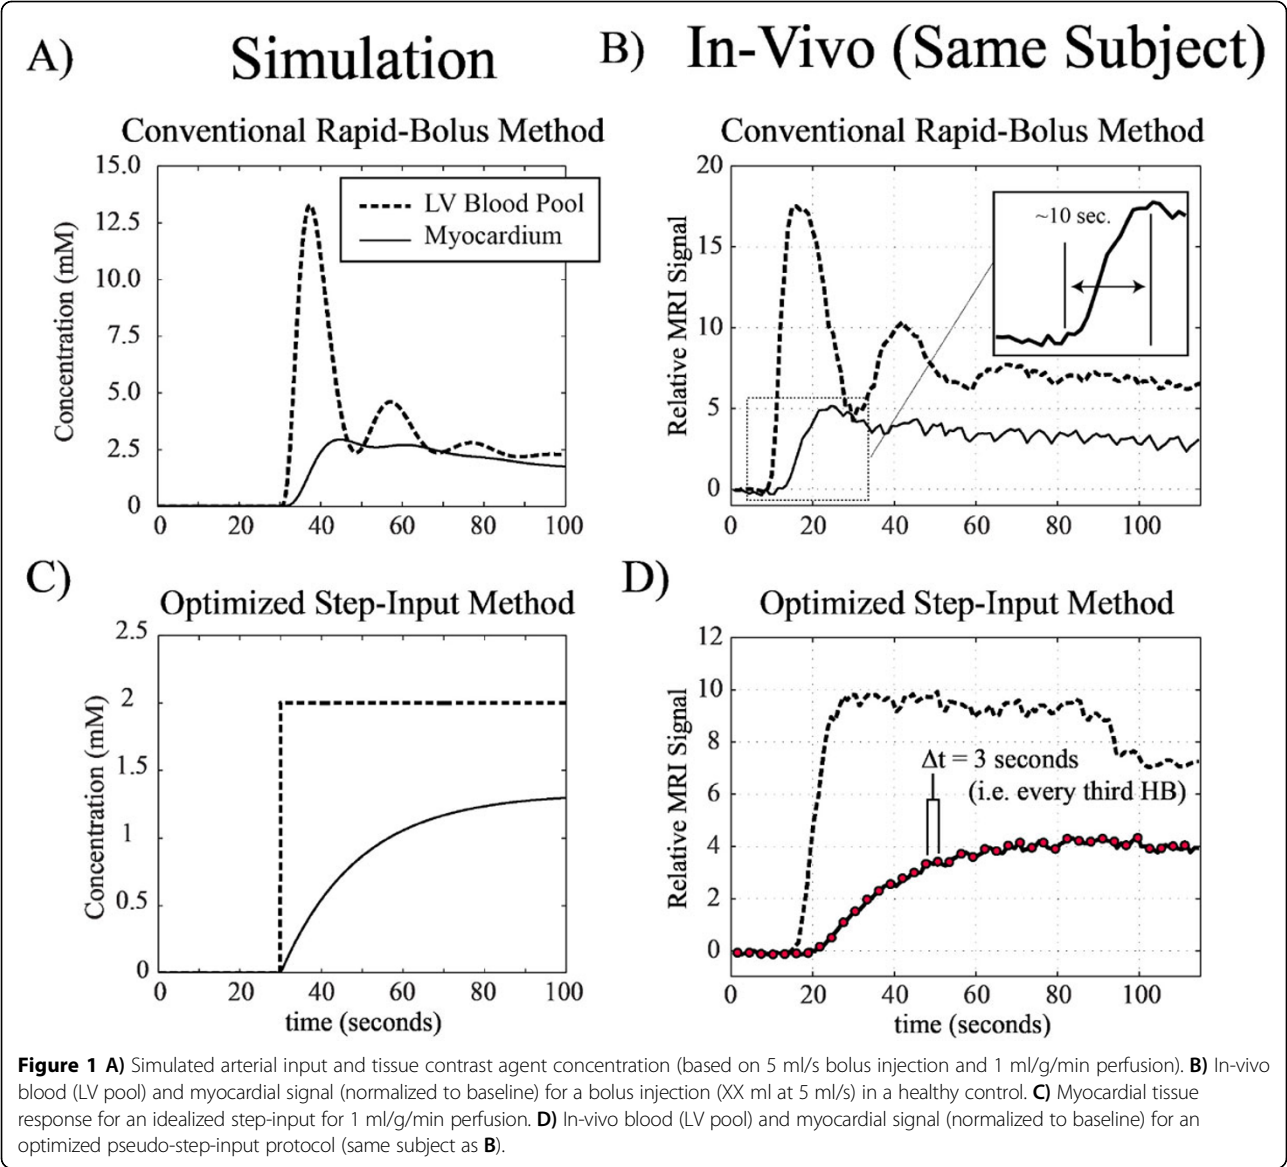 A) Simulation
B) In-Vivo (Same Subject)
Conventional Rapid-Bolus Method
15.0
12.5
10.0
7.5
5.0
2.5
0
Concentration (mM)
LV Blood Pool
Myocardium
0 20 40 60 80 100
Conventional Rapid-Bolus Method
20
15
10
5
0
Relative MRI Signal
~10 sec.
0 20 40 60 80 100
C)
Optimized Step-Input Method
2.5
2
1.5
1
0.5
0
Concentration (mM)
0 20 40 60 80 100
time (seconds)
D)
Optimized Step-Input Method
12
10
8
6
4
2
0
Relative MRI Signal
Δt = 3 seconds
(i.e. every third HB)
0 20 40 60 80 100
time (seconds)
Figure 1 A) Simulated arterial input and tissue contrast agent concentration (based on 5 ml/s bolus injection and 1 ml/g/min perfusion). B) In-vivo
blood (LV pool) and myocardial signal (normalized to baseline) for a bolus injection (XX ml at 5 ml/s) in a healthy control. C) Myocardial tissue
response for an idealized step-input for 1 ml/g/min perfusion. D) In-vivo blood (LV pool) and myocardial signal (normalized to baseline) for an
optimized pseudo-step-input protocol (same subject as B).